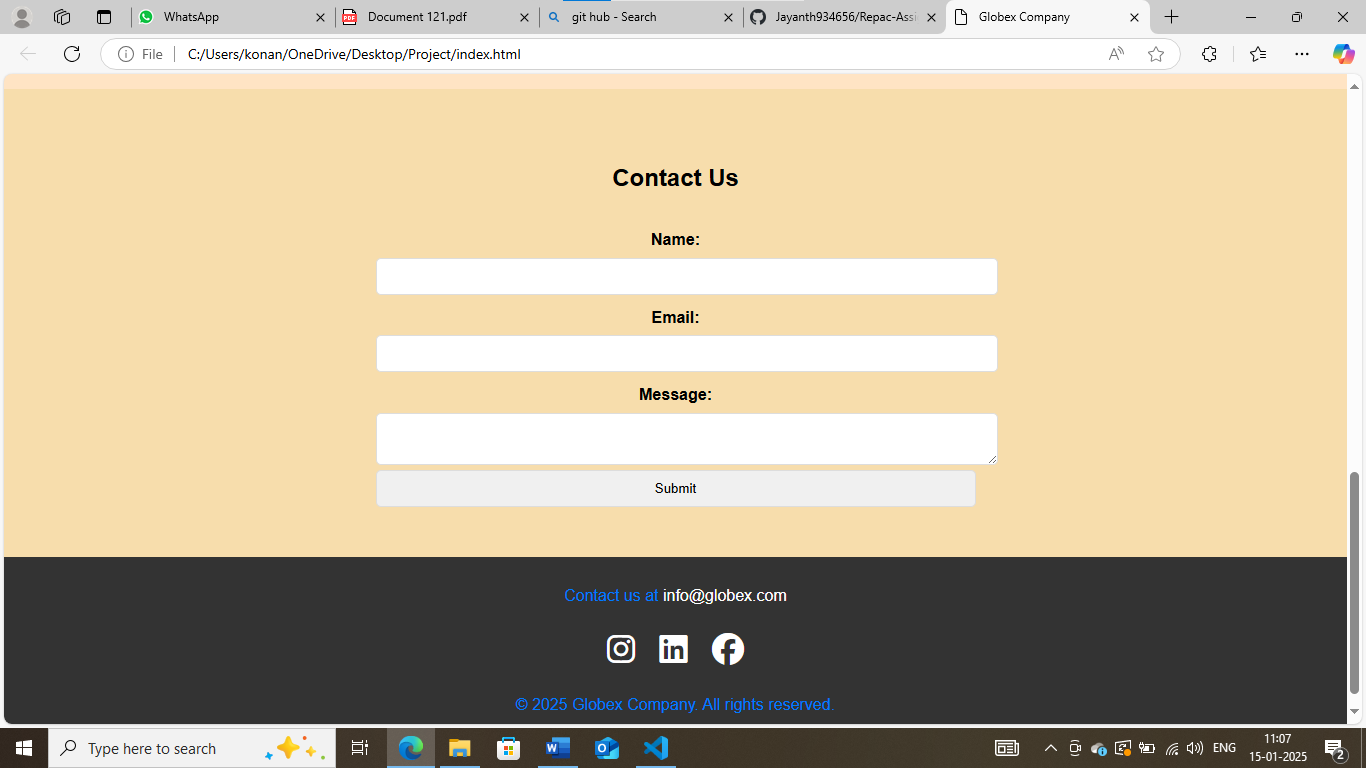 WhatsApp
Document 121.pdf
git hub - Search
Jayanth934656/Repac-Assi
Globex Company
File
C:/Users/konan/OneDrive/Desktop/Project/index.html
Contact Us
Name:
Email:
Message:
Submit
Contact us at info@globex.com
© 2025 Globex Company. All rights reserved.
Type here to search
ENG
11:07
15-01-2025
2